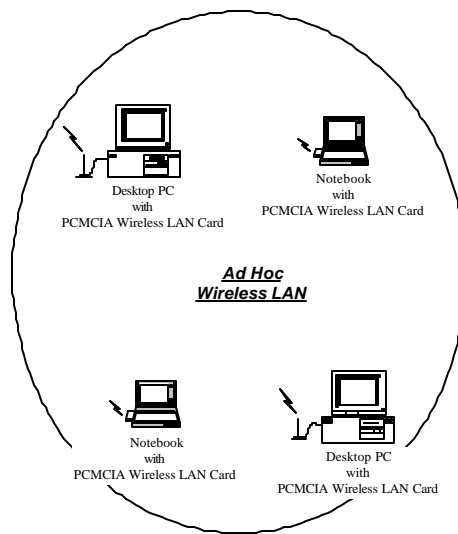 Desktop PC
with
PCMCIA Wireless LAN Card
Notebook
with
PCMCIA Wireless LAN Card
Ad Hoc
Wireless LAN
Notebook
with
PCMCIA Wireless LAN Card
Desktop PC
with
PCMCIA Wireless LAN Card